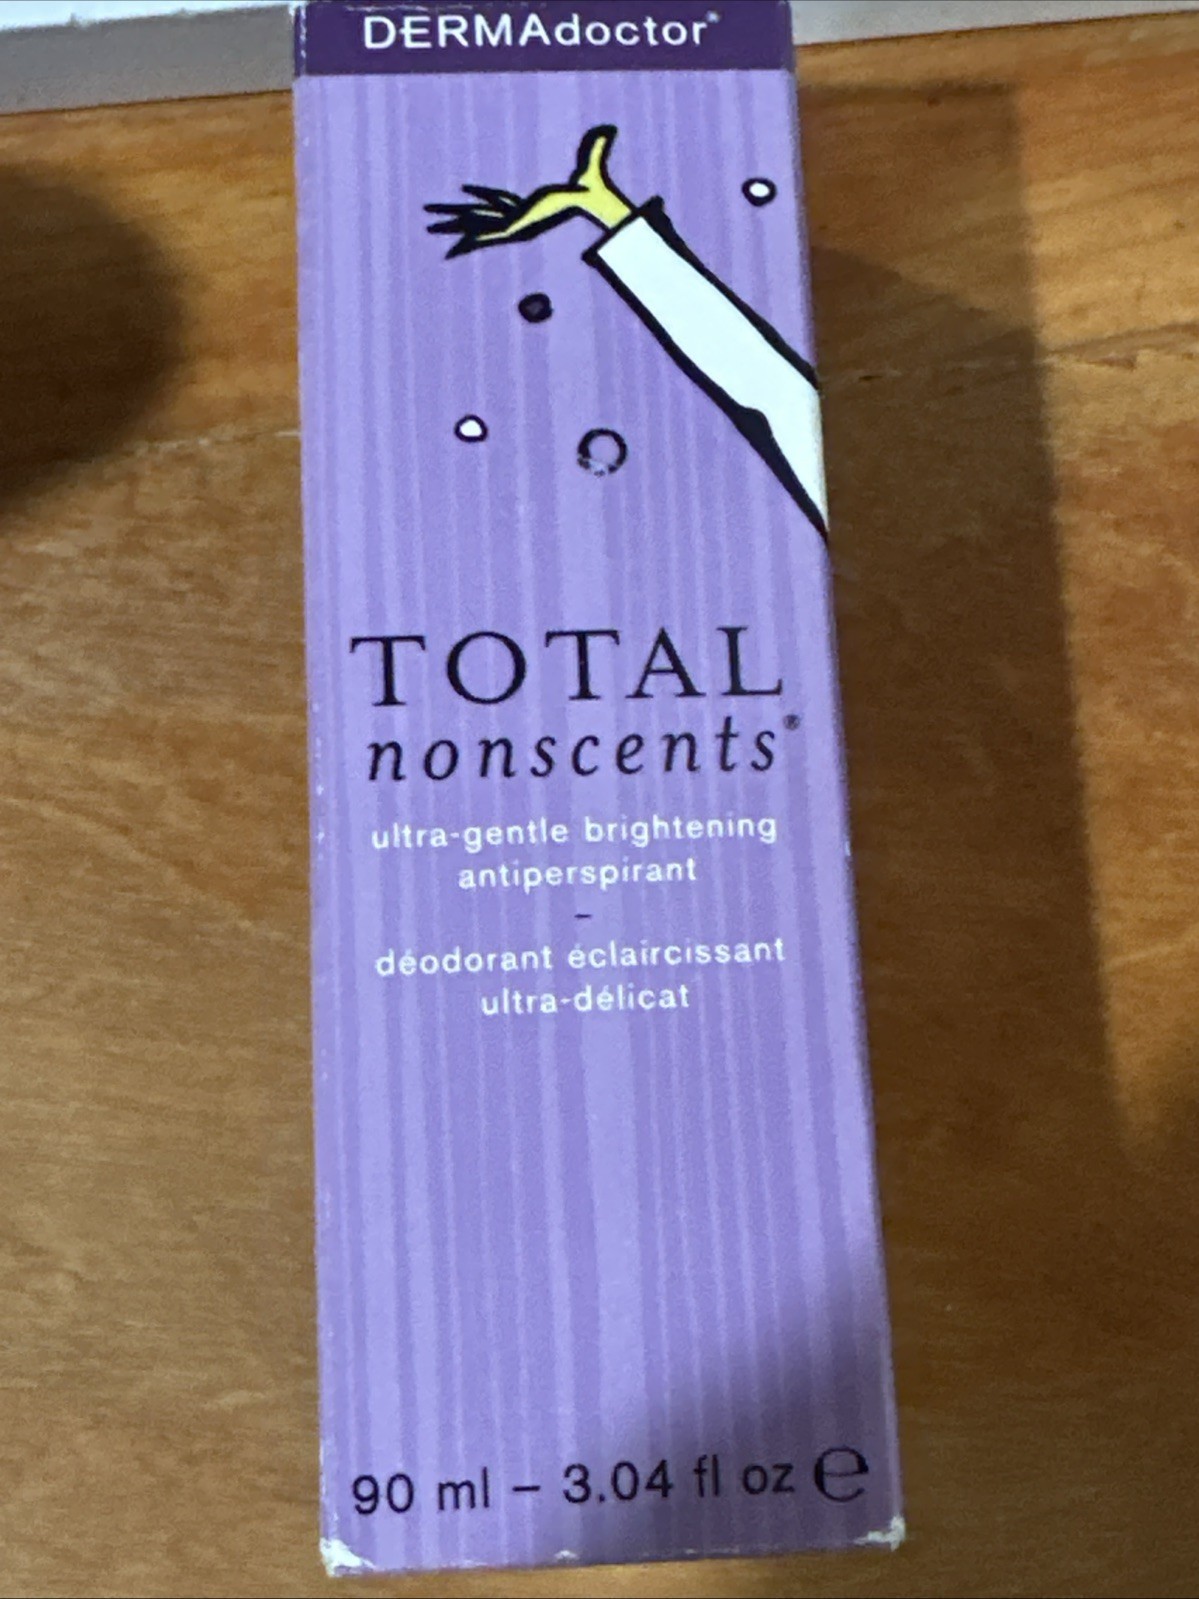 DERMAdoctor®
TOTAL
nonscents®
ultra-gentle brightening
antiperspirant
-
déodorant éclaircissant
ultra-délicat
90 ml – 3.04 fl oz ℮